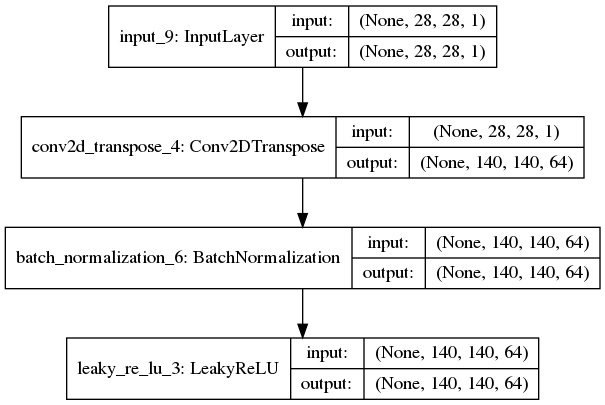 input_9: InputLayer
input: (None, 28, 28, 1)
output: (None, 28, 28, 1)
conv2d_transpose_4: Conv2DTranspose
input: (None, 28, 28, 1)
output: (None, 140, 140, 64)
batch_normalization_6: BatchNormalization
input: (None, 140, 140, 64)
output: (None, 140, 140, 64)
leaky_re_lu_3: LeakyReLU
input: (None, 140, 140, 64)
output: (None, 140, 140, 64)